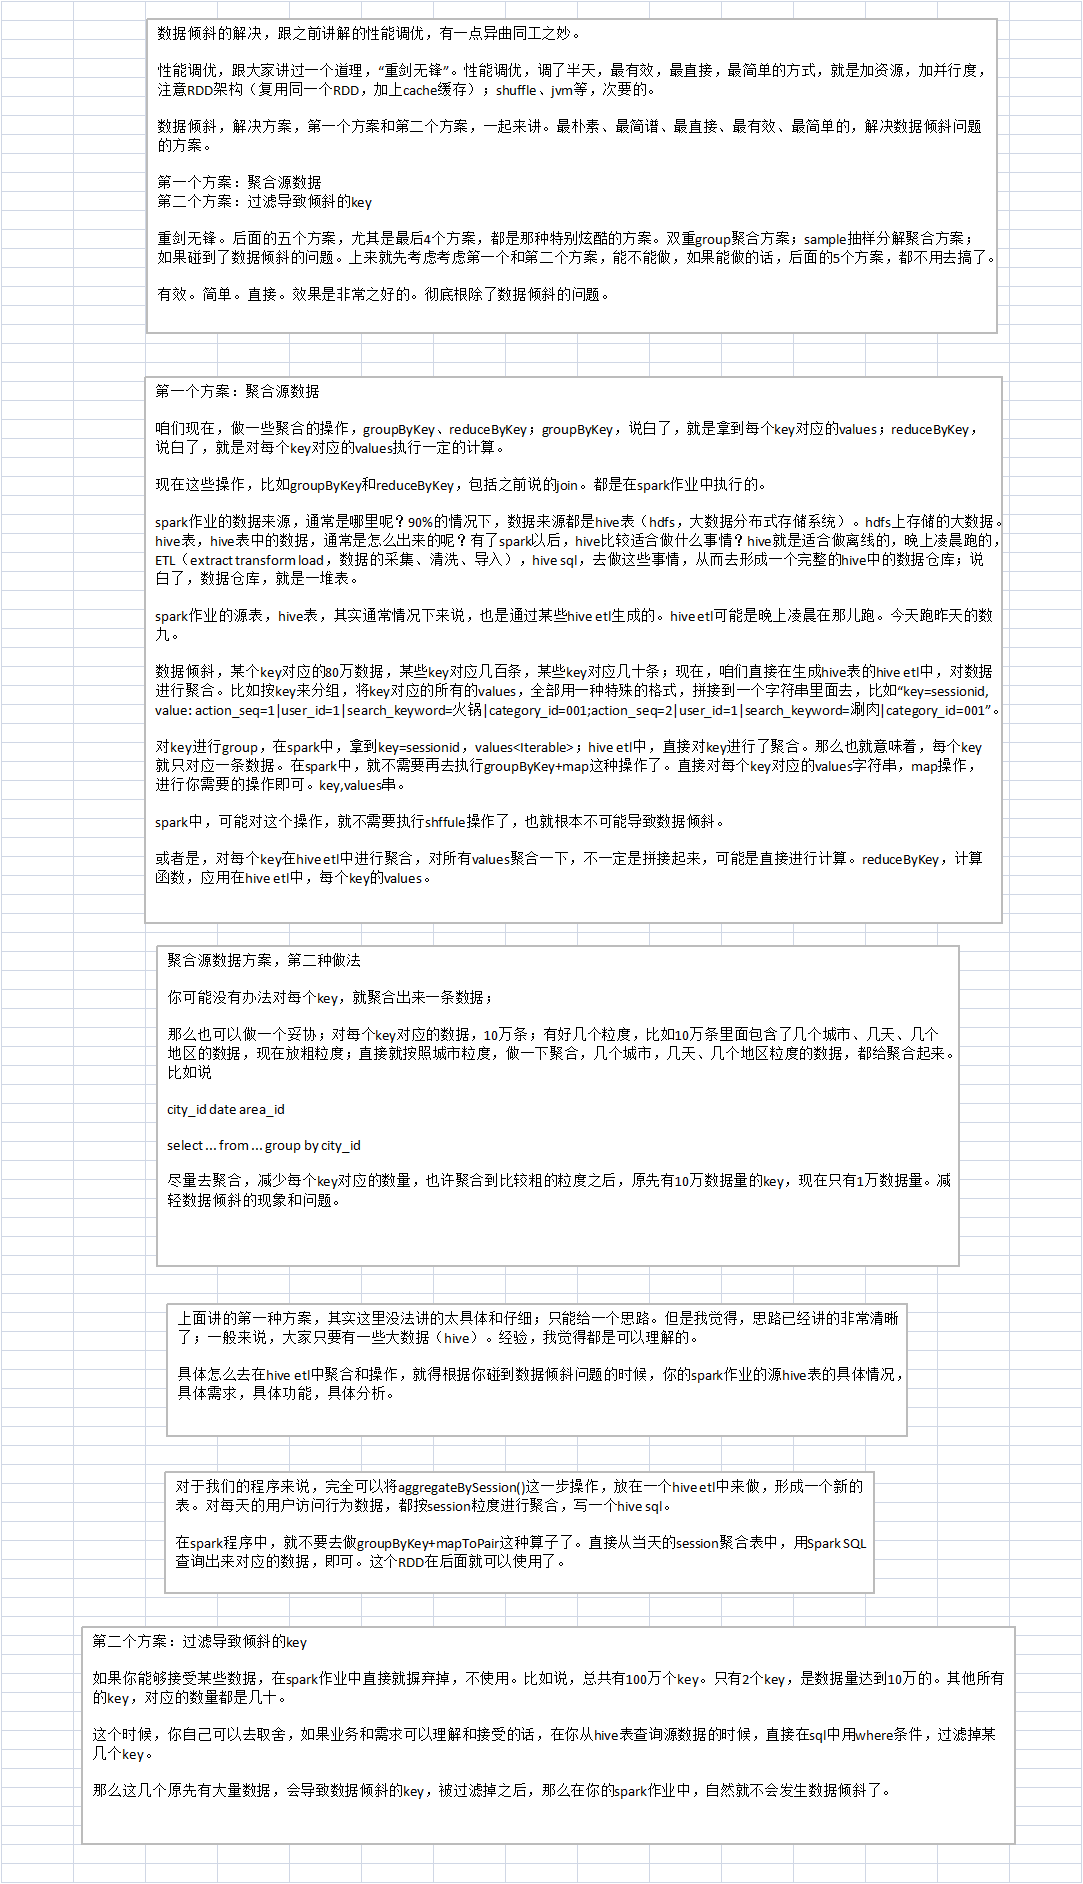 数据倾斜的解决，跟之前讲解的性能调优，有一点异曲同工之妙。
性能调优，跟大家讲过一个道理，“重剑无锋”。性能调优，调了半天，最有效，最直接，最简单的方式，就是加资源，加并行度，
注意RDD架构（复用同一个RDD，加上cache缓存）；shuffle、jvm等，次要的。
数据倾斜，解决方案，第一个方案和第二个方案，一起来讲。最朴素、最简谱、最直接、最有效、最简单的，解决数据倾斜问题
的方案。
第一个方案：聚合源数据
第二个方案：过滤导致倾斜的key
重剑无锋。后面的五个方案，尤其是最后4个方案，都是那种特别炫酷的方案。双重group聚合方案；sample抽样分解聚合方案；
如果碰到了数据倾斜的问题。上来就先考虑考虑第一个和第二个方案，能不能做，如果能做的话，后面的5个方案，都不用去搞了。
有效。简单。直接。效果是非常之好的。彻底根除了数据倾斜的问题。
第一个方案：聚合源数据
咱们现在，做一些聚合的操作，groupByKey、reduceByKey；groupByKey，说白了，就是拿到每个key对应的values；reduceByKey，
说白了，就是对每个key对应的values执行一定的计算。
现在这些操作，比如groupByKey和reduceByKey，包括之前说的join。都是在spark作业中执行的。
spark作业的数据来源，通常是哪里呢？90%的情况下，数据来源都是hive表（hdfs，大数据分布式存储系统）。hdfs上存储的大数据。
hive表，hive表中的数据，通常是怎么出来的呢？有了spark以后，hive比较适合做什么事情？hive就是适合做离线的，晚上凌晨跑的，
ETL（extract transform load，数据的采集、清洗、导入），hive sql，去做这些事情，从而去形成一个完整的hive中的数据仓库；说
白了，数据仓库，就是一堆表。
spark作业的源表，hive表，其实通常情况下来说，也是通过某些hive etl生成的。hive etl可能是晚上凌晨在那儿跑。今天跑昨天的数
九。
数据倾斜，某个key对应的80万数据，某些key对应几百条，某些key对应几十条；现在，咱们直接在生成hive表的hive etl中，对数据
进行聚合。比如按key来分组，将key对应的所有的values，全部用一种特殊的格式，拼接到一个字符串里面去，比如“key=sessionid,
value: action_seq=1|user_id=1|search_keyword=火锅|category_id=001;action_seq=2|user_id=1|search_keyword=涮肉|category_id=001”。
对key进行group，在spark中，拿到key=sessionid，values<Iterable>；hive etl中，直接对key进行了聚合。那么也就意味着，每个key
就只对应一条数据。在spark中，就不需要再去执行groupByKey+map这种操作了。直接对每个key对应的values字符串，map操作，
进行你需要的操作即可。key,values串。
spark中，可能对这个操作，就不需要执行shffule操作了，也就根本不可能导致数据倾斜。
或者是，对每个key在hive etl中进行聚合，对所有values聚合一下，不一定是拼接起来，可能是直接进行计算。reduceByKey，计算
函数，应用在hive etl中，每个key的values。
聚合源数据方案，第二种做法
你可能没有办法对每个key，就聚合出来一条数据；
那么也可以做一个妥协；对每个key对应的数据，10万条；有好几个粒度，比如10万条里面包含了几个城市、几天、几个
地区的数据，现在放粗粒度；直接就按照城市粒度，做一下聚合，几个城市，几天、几个地区粒度的数据，都给聚合起来。
比如说
city_id date area_id
select ... from ... group by city_id
尽量去聚合，减少每个key对应的数量，也许聚合到比较粗的粒度之后，原先有10万数据量的key，现在只有1万数据量。减
轻数据倾斜的现象和问题。
上面讲的第一种方案，其实这里没法讲的太具体和仔细；只能给一个思路。但是我觉得，思路已经讲的非常清晰
了；一般来说，大家只要有一些大数据（hive）。经验，我觉得都是可以理解的。
具体怎么去在hive etl中聚合和操作，就得根据你碰到数据倾斜问题的时候，你的spark作业的源hive表的具体情况，
具体需求，具体功能，具体分析。
对于我们的程序来说，完全可以将aggregateBySession()这一步操作，放在一个hive etl中来做，形成一个新的
表。对每天的用户访问行为数据，都按session粒度进行聚合，写一个hive sql。
在spark程序中，就不要去做groupByKey+mapToPair这种算子了。直接从当天的session聚合表中，用Spark SQL
查询出来对应的数据，即可。这个RDD在后面就可以使用了。
第二个方案：过滤导致倾斜的key
如果你能够接受某些数据，在spark作业中直接就摒弃掉，不使用。比如说，总共有100万个key。只有2个key，是数据量达到10万的。其他所有
的key，对应的数量都是几十。
这个时候，你自己可以去取舍，如果业务和需求可以理解和接受的话，在你从hive表查询源数据的时候，直接在sql中用where条件，过滤掉某
几个key。
那么这几个原先有大量数据，会导致数据倾斜的key，被过滤掉之后，那么在你的spark作业中，自然就不会发生数据倾斜了。